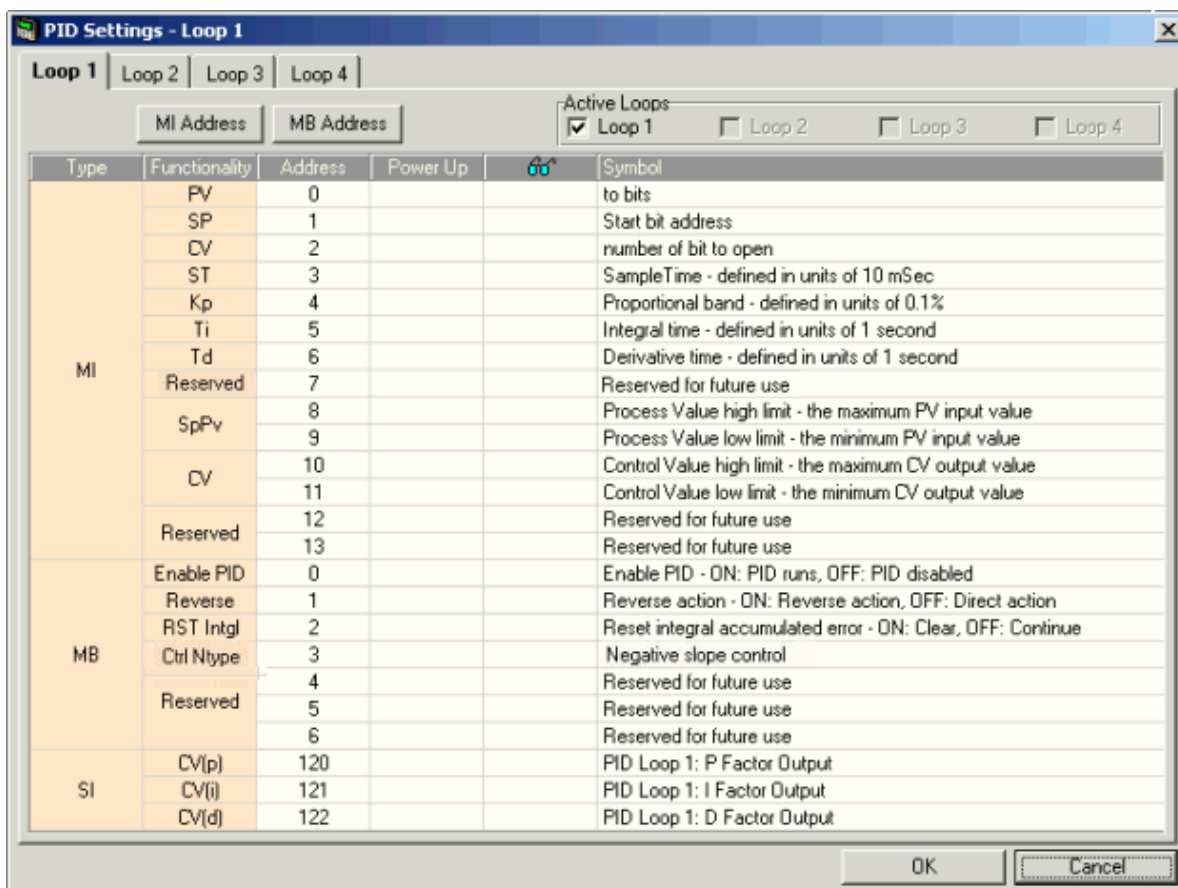 PID Settings - Loop 1
Loop 1 Loop 2 Loop 3 Loop 4
MI Address MB Address
Active Loops
Loop 1 Loop 2 Loop 3 Loop 4
Type Functionality Address Power Up Symbol
MI
PV 0 to bits
SP 1 Start bit address
CV 2 number of bit to open
ST 3 SampleTime - defined in units of 10 mSec
Kp 4 Proportional band - defined in units of 0.1%
Ti 5 Integral time - defined in units of 1 second
Td 6 Derivative time - defined in units of 1 second
Reserved 7 Reserved for future use
SpPv
8 Process Value high limit - the maximum PV input value
9 Process Value low limit - the minimum PV input value
CV
10 Control Value high limit - the maximum CV output value
11 Control Value low limit - the minimum CV output value
Reserved
12 Reserved for future use
13 Reserved for future use
MB
Enable PID 0 Enable PID - ON: PID runs, OFF: PID disabled
Reverse 1 Reverse action - ON: Reverse action, OFF: Direct action
RST Intgl 2 Reset integral accumulated error - ON: Clear, OFF: Continue
Ctrl Ntype 3 Negative slope control
Reserved
4 Reserved for future use
5 Reserved for future use
6 Reserved for future use
SI
CV(p) 120 PID Loop 1: P Factor Output
CV(i) 121 PID Loop 1: I Factor Output
CV(d) 122 PID Loop 1: D Factor Output
OK Cancel